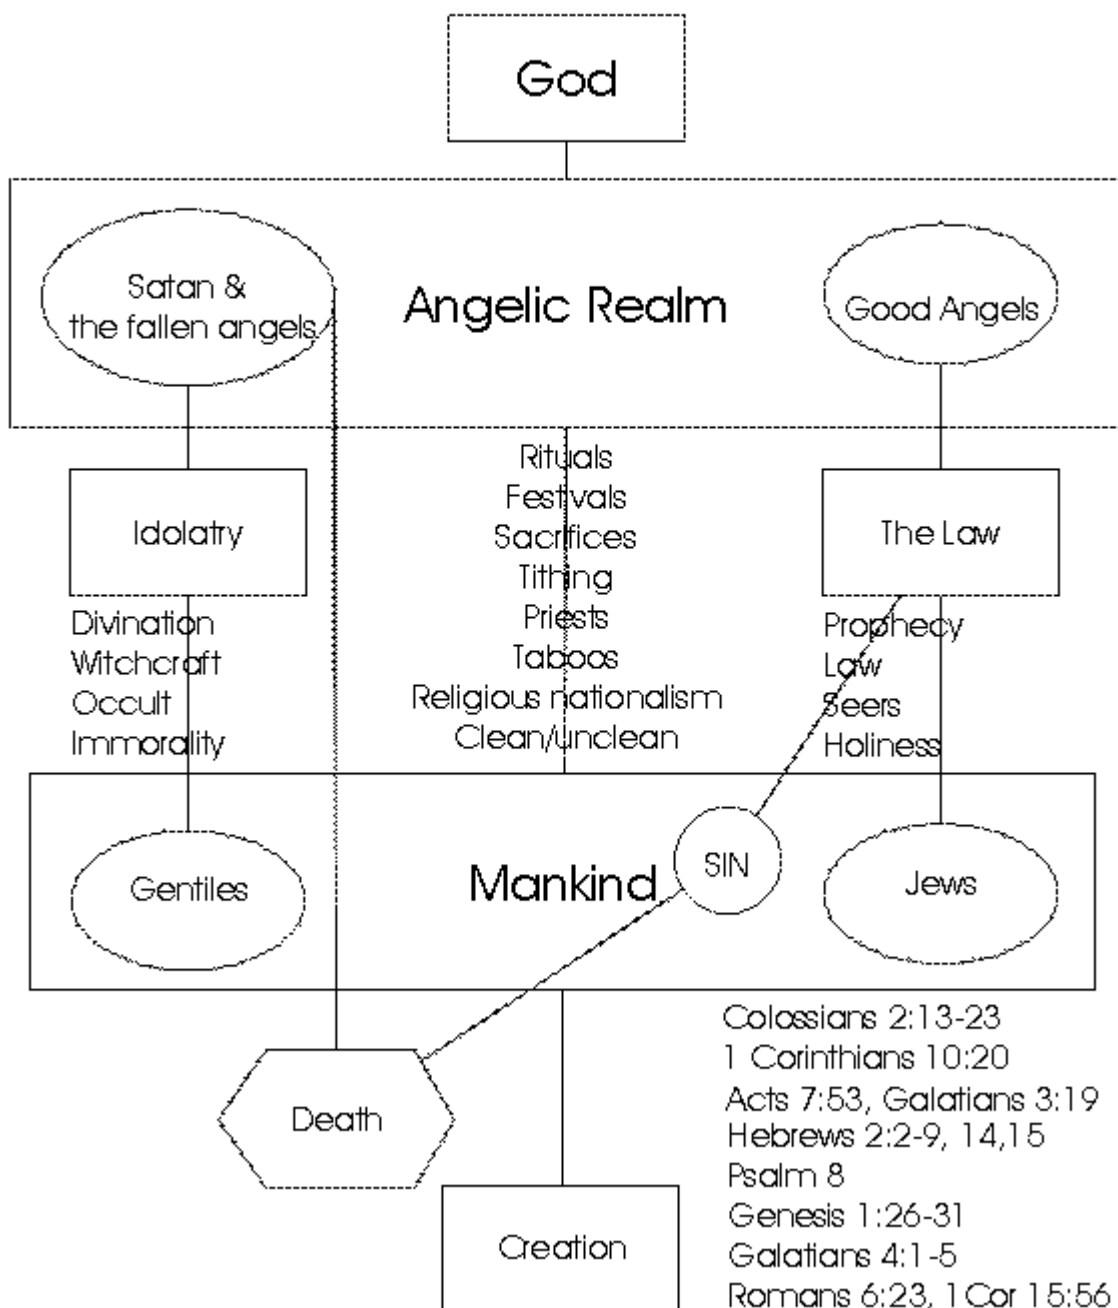 God
Satan &
the fallen angels
Angelic Realm
Good Angels
Idolatry
Rituals
Festivals
Sacrifices
Tithing
Priests
Taboos
Religious nationalism
Clean/unclean
The Law
Divination
Witchcraft
Occult
Immorality
Prophecy
Law
Seers
Holiness
Gentiles
Mankind
SIN
Jews
Death
Creation
Colossians 2:13-23
1 Corinthians 10:20
Acts 7:53, Galatians 3:19
Hebrews 2:2-9, 14,15
Psalm 8
Genesis 1:26-31
Galatians 4:1-5
Romans 6:23, 1Cor 15:56